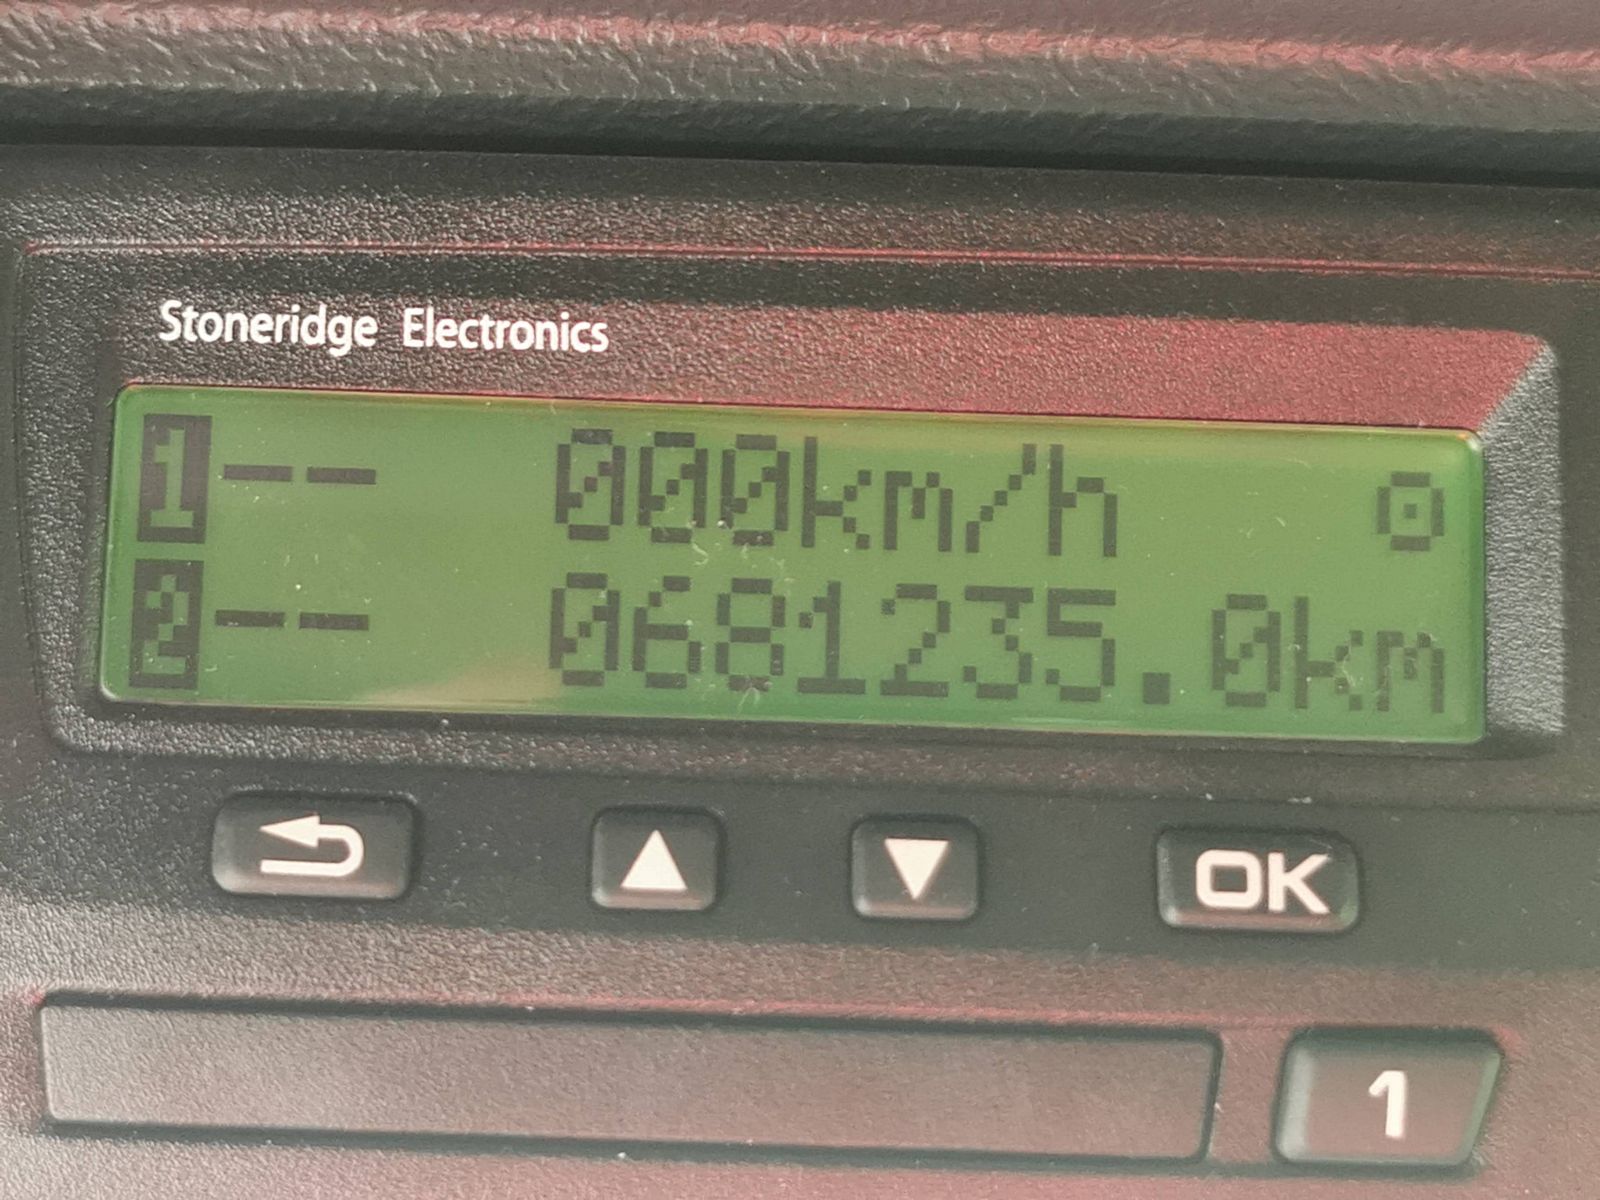 Stoneridge Electronics
1 -- 000km/h
2 -- 0681235.0km
OK
1